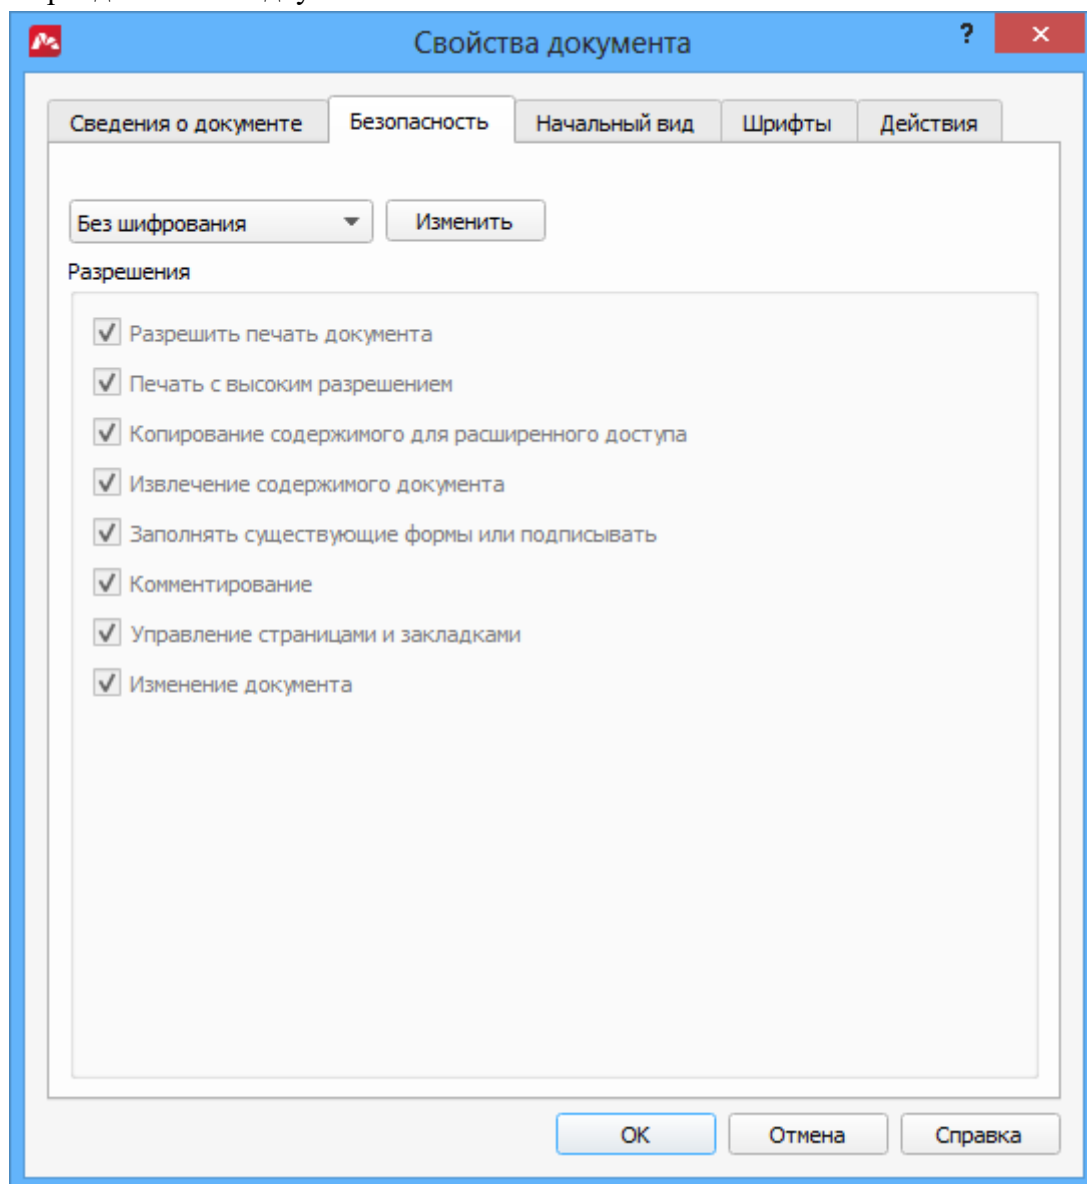 Свойства документа
Сведения о документе Безопасность Начальный вид Шрифты Действия
Без шифрования Изменить
Разрешения
Разрешить печать документа
Печать с высоким разрешением
Копирование содержимого для расширенного доступа
Извлечение содержимого документа
Заполнять существующие формы или подписывать
Комментирование
Управление страницами и закладками
Изменение документа
OK Отмена Справка